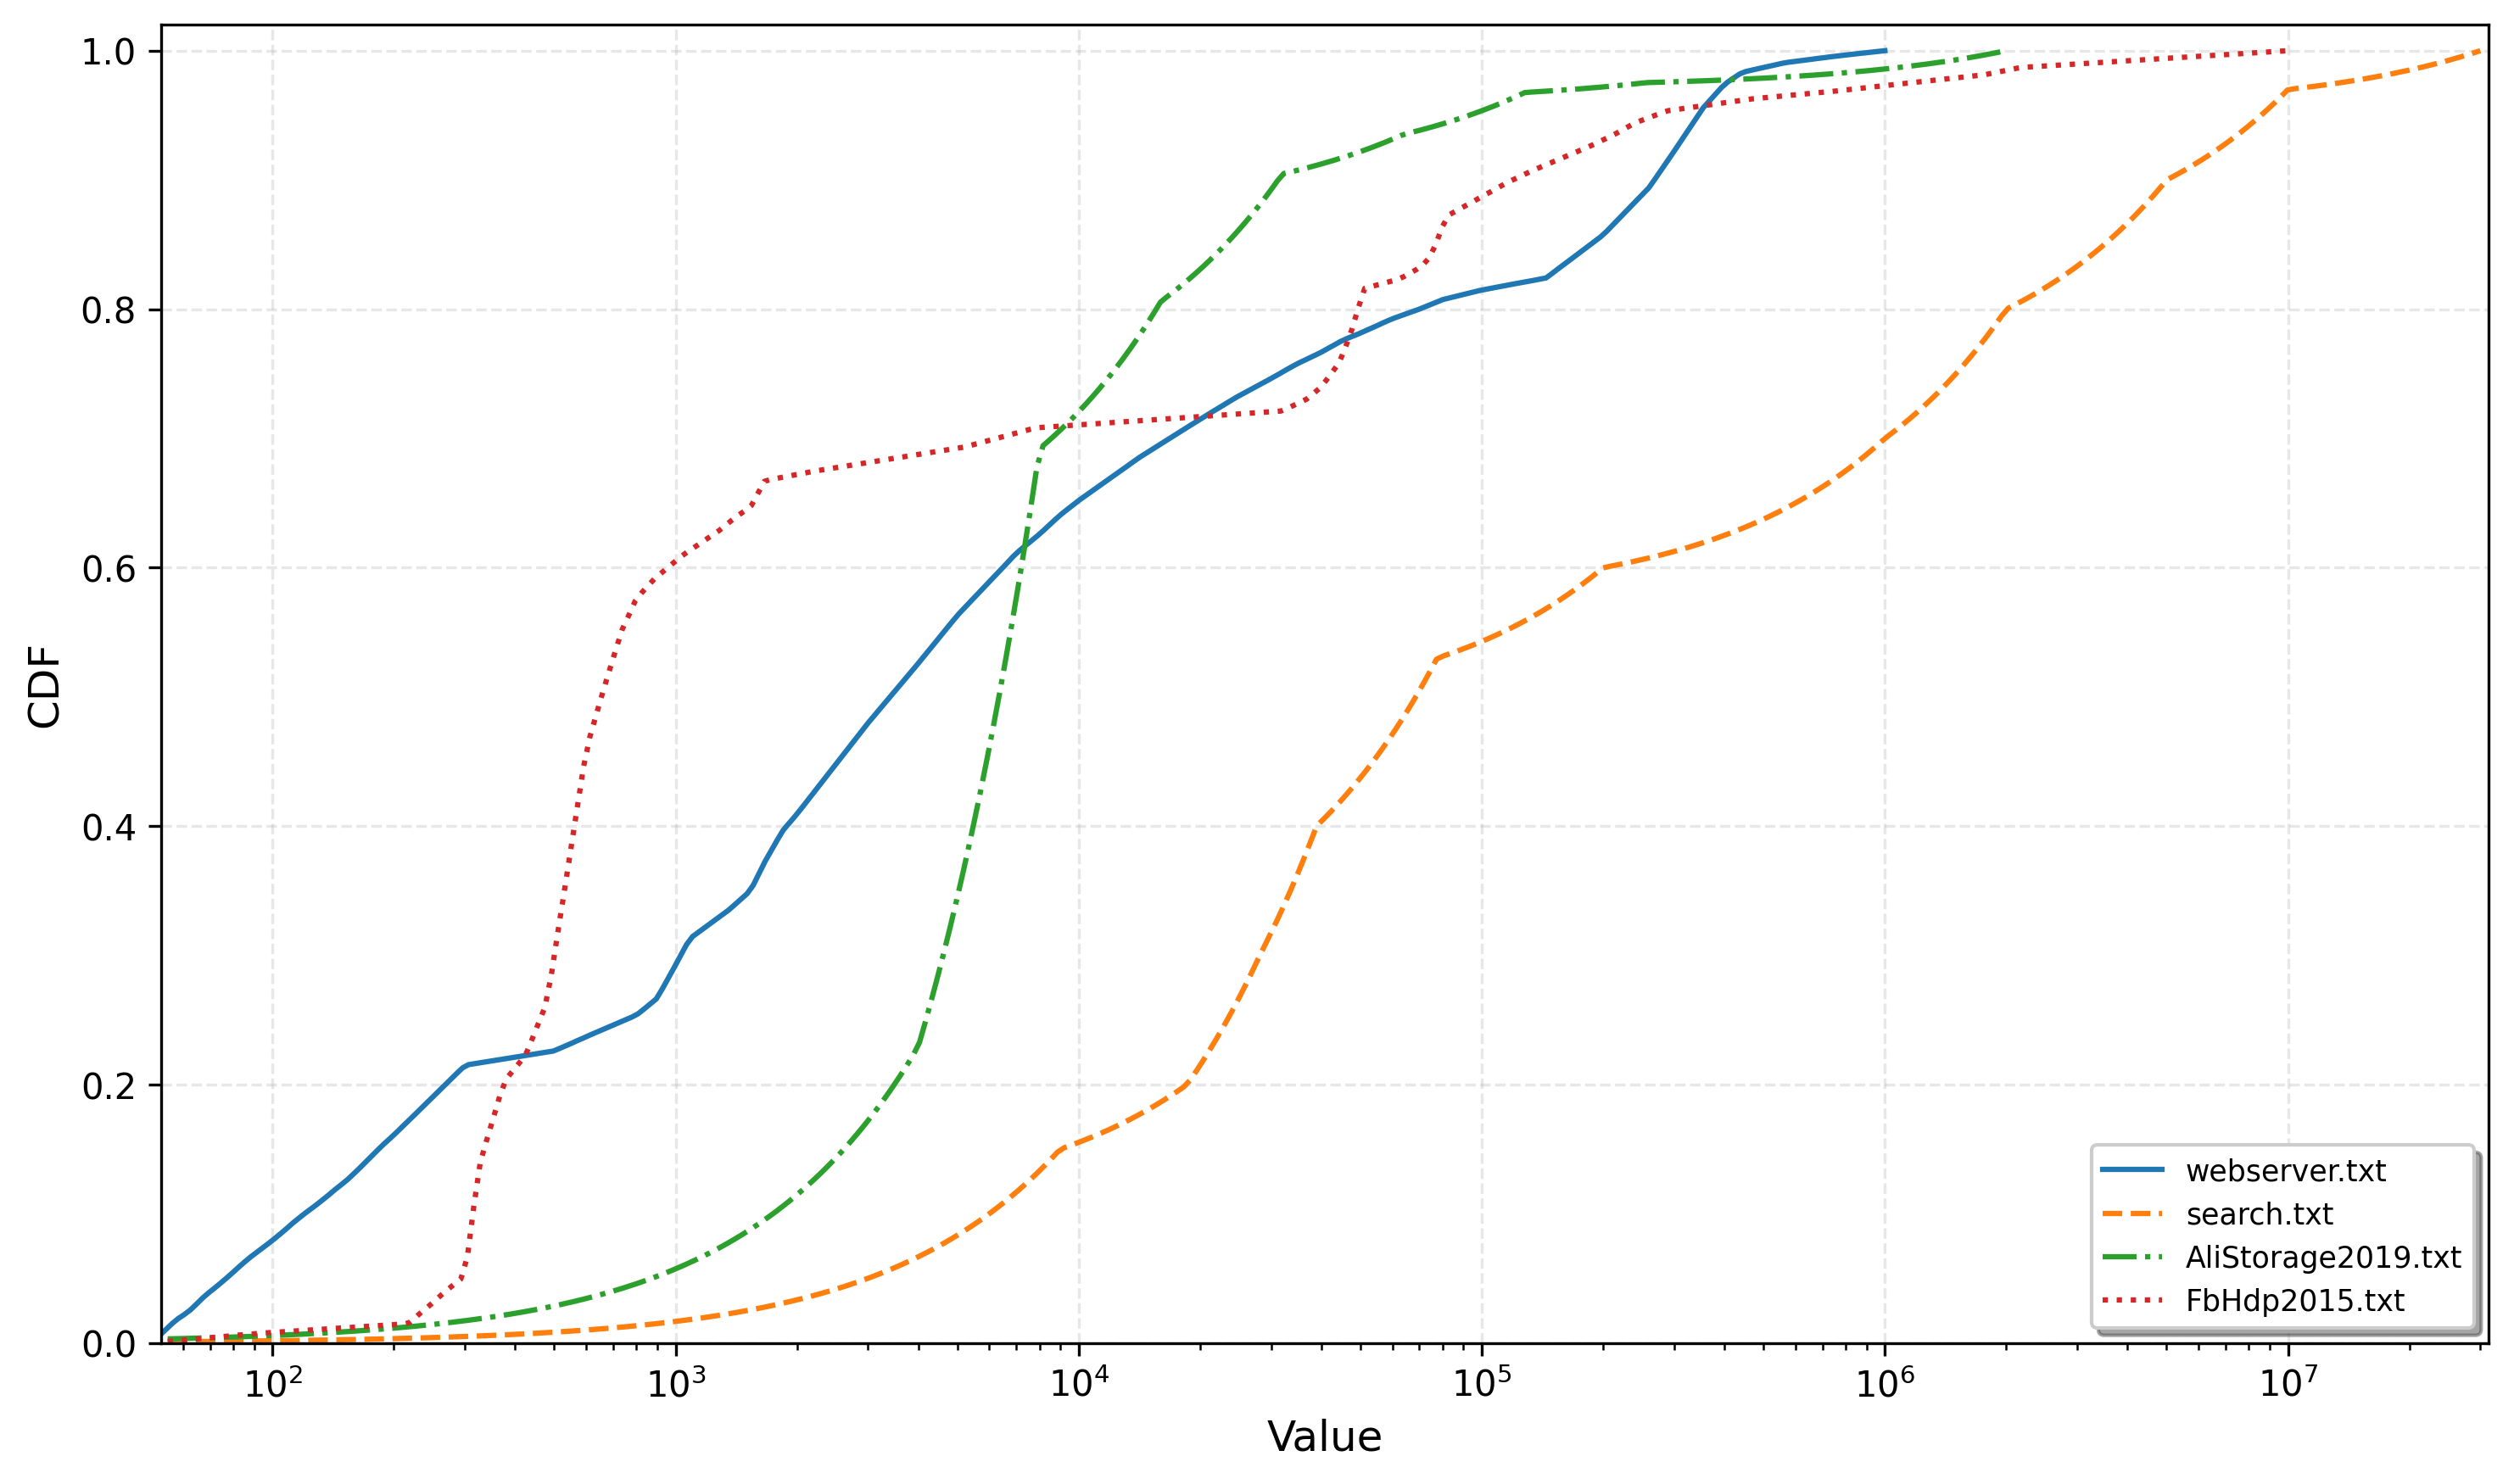 1.0
0.8
0.6
0.4
0.2
0.0
CDF
10²
10³
10⁴
10⁵
10⁶
10⁷
Value
webserver.txt
search.txt
AliStorage2019.txt
FbHdp2015.txt